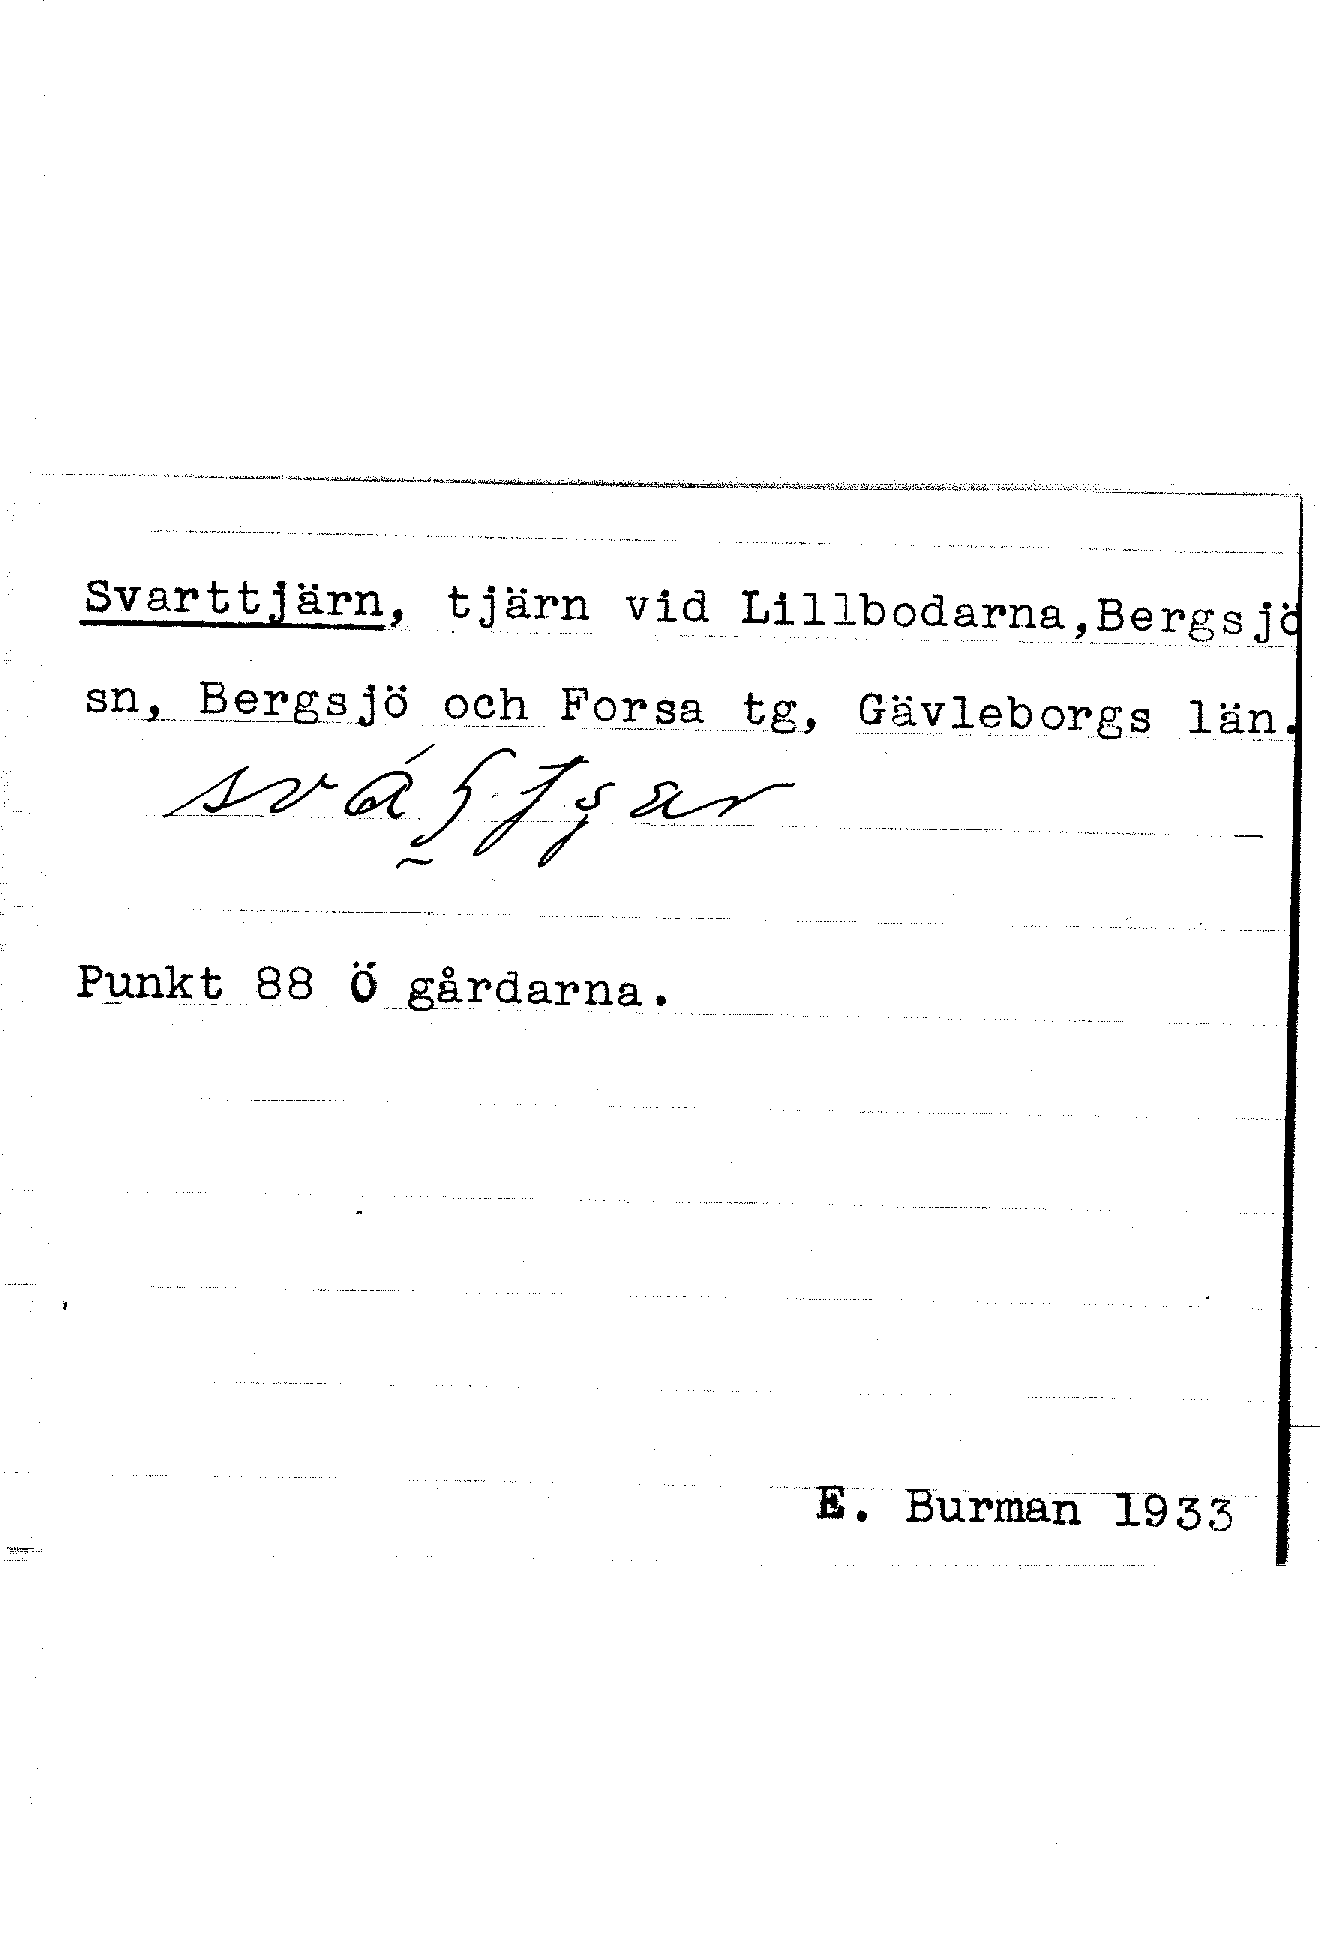 Svarttjärn, tjärn vid Lillbodarna,Bergsjö
sn, Bergsjö och Forsa tg, Gävleborgs län.
Punkt 88 Ö gårdarna.
E. Burman 1933